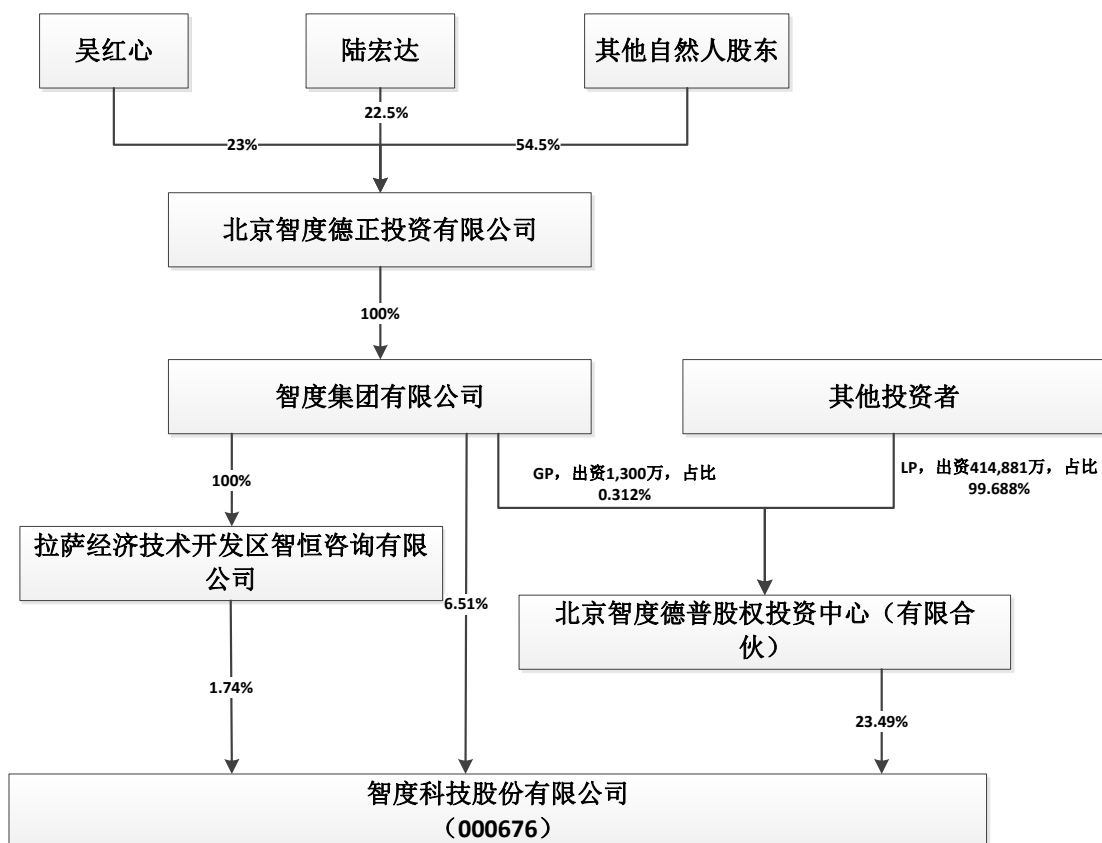 吴红心
陆宏达
其他自然人股东
22.5%
23%
54.5%
北京智度德正投资有限公司
100%
智度集团有限公司
其他投资者
GP，出资1,300万，占比
0.312%
LP，出资414,881万，占比
99.688%
100%
拉萨经济技术开发区智恒咨询有限
公司
6.51%
北京智度德普股权投资中心（有限合
伙）
1.74%
23.49%
智度科技股份有限公司
（000676）